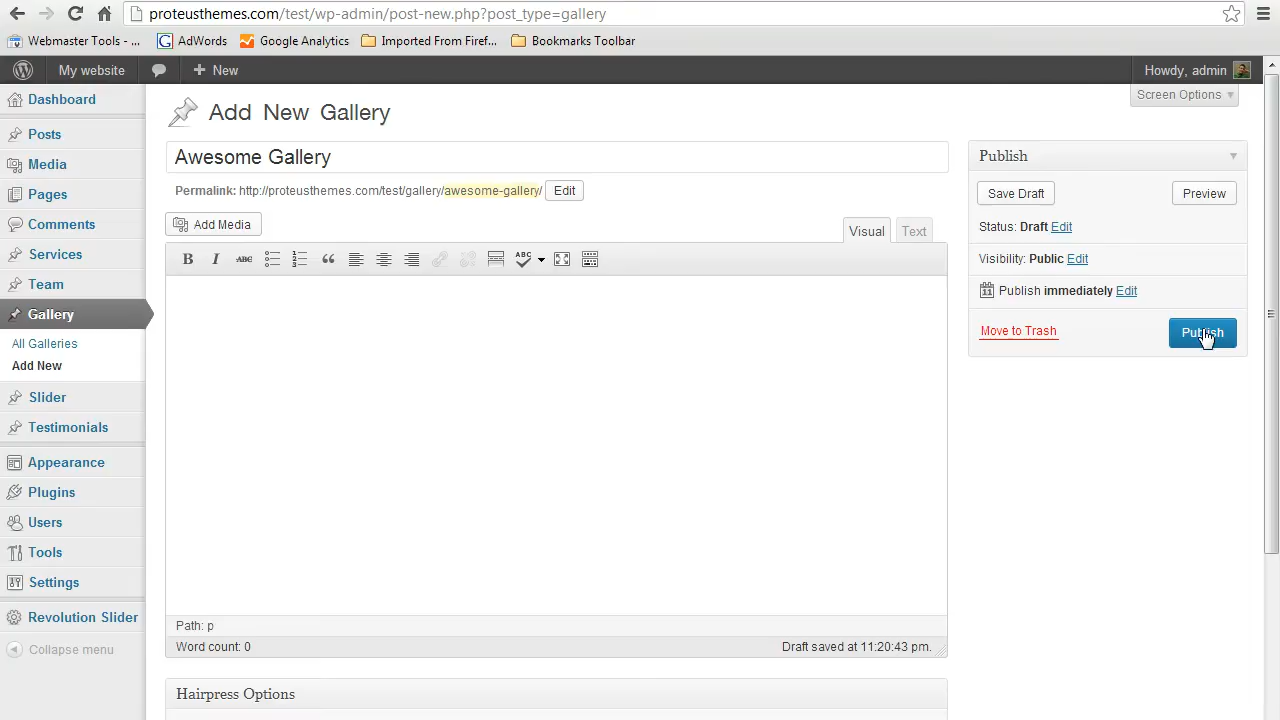 proteusthemes.com/test/wp-admin/post-new.php?post_type=gallery
Webmaster Tools - ...
AdWords
Google Analytics
Imported From Firef...
Bookmarks Toolbar
My website
New
Howdy, admin
Screen Options
Dashboard
Posts
Media
Pages
Comments
Services
Team
Gallery
All Galleries
Add New
Slider
Testimonials
Appearance
Plugins
Users
Tools
Settings
Revolution Slider
Collapse menu
Add New Gallery
Awesome Gallery
Permalink: http://proteusthemes.com/test/gallery/awesome-gallery/ Edit
Add Media
Visual
Text
B I ABC ABC
Path: p
Word count: 0
Draft saved at 11:20:43 pm.
Hairpress Options
Publish
Save Draft
Preview
Status: Draft Edit
Visibility: Public Edit
11 Publish immediately Edit
Move to Trash
Publish